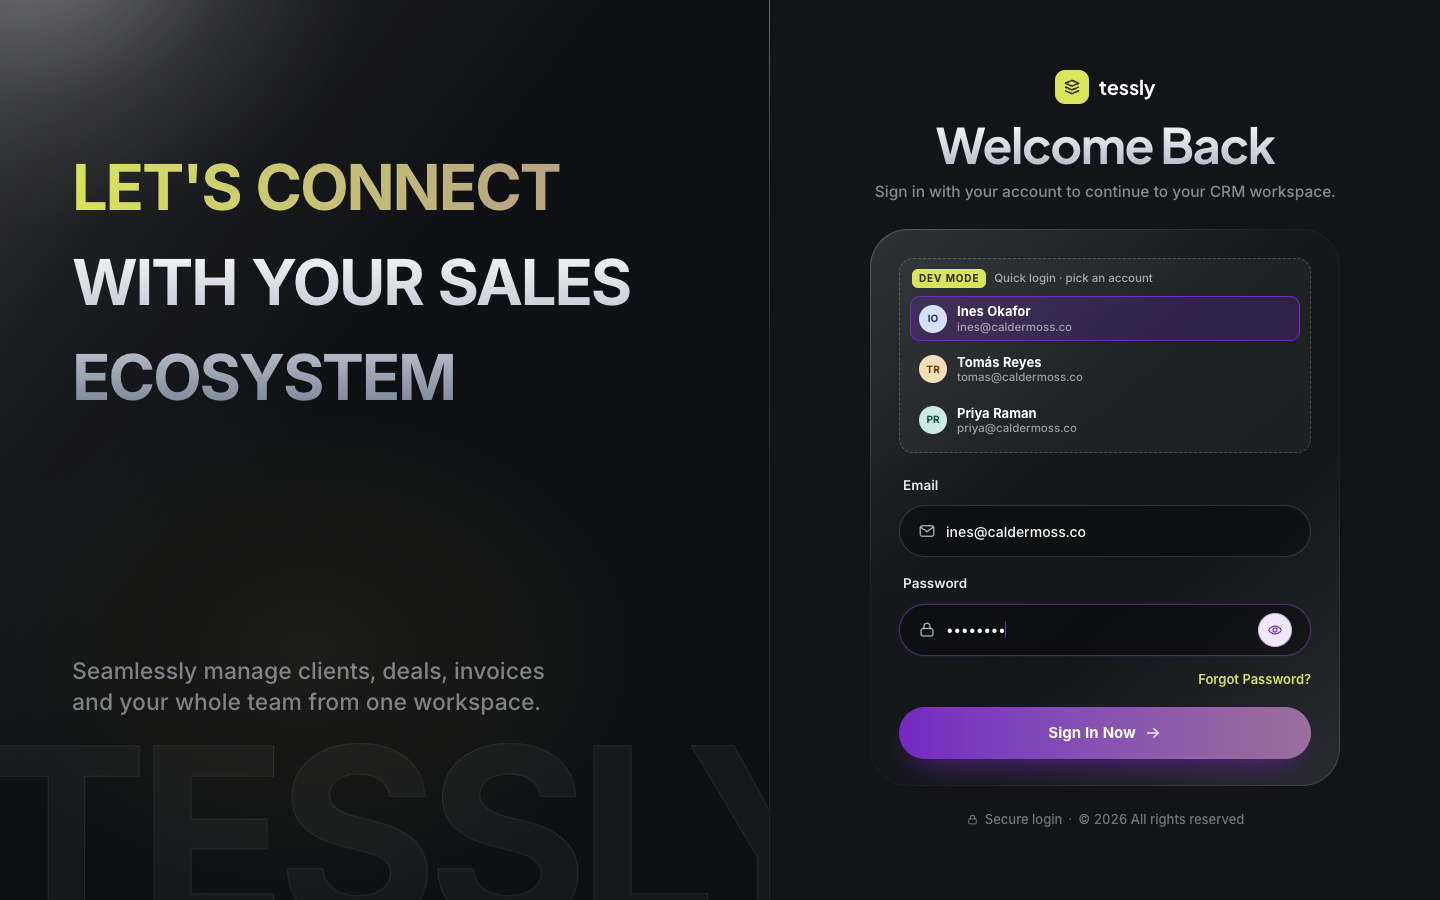 LET'S CONNECT
WITH YOUR SALES
ECOSYSTEM
Seamlessly manage clients, deals, invoices
and your whole team from one workspace.
TESSLY
tessly
Welcome Back
Sign in with your account to continue to your CRM workspace.
DEV MODE Quick login · pick an account
IO Ines Okafor
ines@caldermoss.co
TR Tomás Reyes
tomas@caldermoss.co
PR Priya Raman
priya@caldermoss.co
Email
ines@caldermoss.co
Password
••••••••
Forgot Password?
Sign In Now →
Secure login · © 2026 All rights reserved